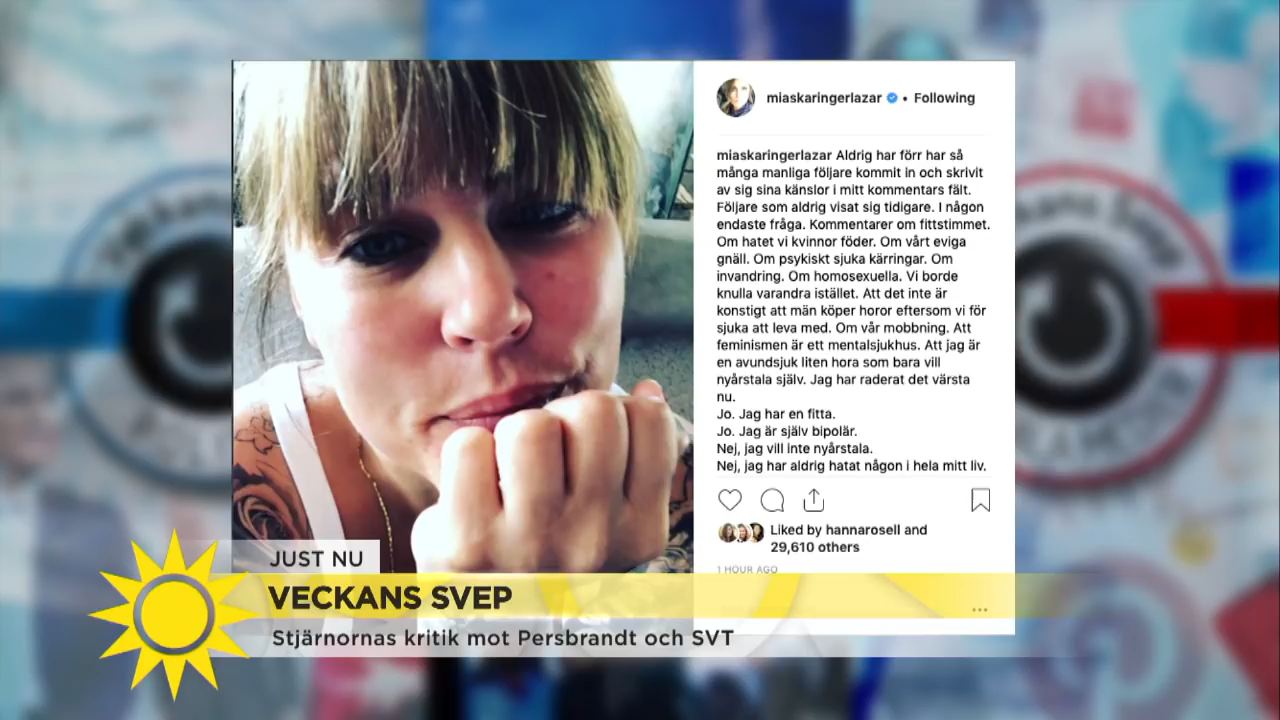 miaskaringerlazar • Following
miaskaringerlazar Aldrig har förr har så
många manliga följare kommit in och skrivit
av sig sina känslor i mitt kommentars fält.
Följare som aldrig visat sig tidigare. I någon
endaste fråga. Kommentarer om fittstimmet.
Om hatet vi kvinnor föder. Om vårt eviga
gnäll. Om psykiskt sjuka kärringar. Om
invandring. Om homosexuella. Vi borde
knulla varandra istället. Att det inte är
konstigt att män köper horor eftersom vi för
sjuka att leva med. Om vår mobbning. Att
feminismen är ett mentalsjukhus. Att jag är
en avundsjuk liten hora som bara vill
nyårstala själv. Jag har raderat det värsta
nu.
Jo. Jag har en fitta.
Jo. Jag är själv bipolär.
Nej, jag vill inte nyårstala.
Nej, jag har aldrig hatat någon i hela mitt liv.
Liked by hannarosell and
29,610 others
1 HOUR AGO
JUST NU
VECKANS SVEP
Stjärnornas kritik mot Persbrandt och SVT